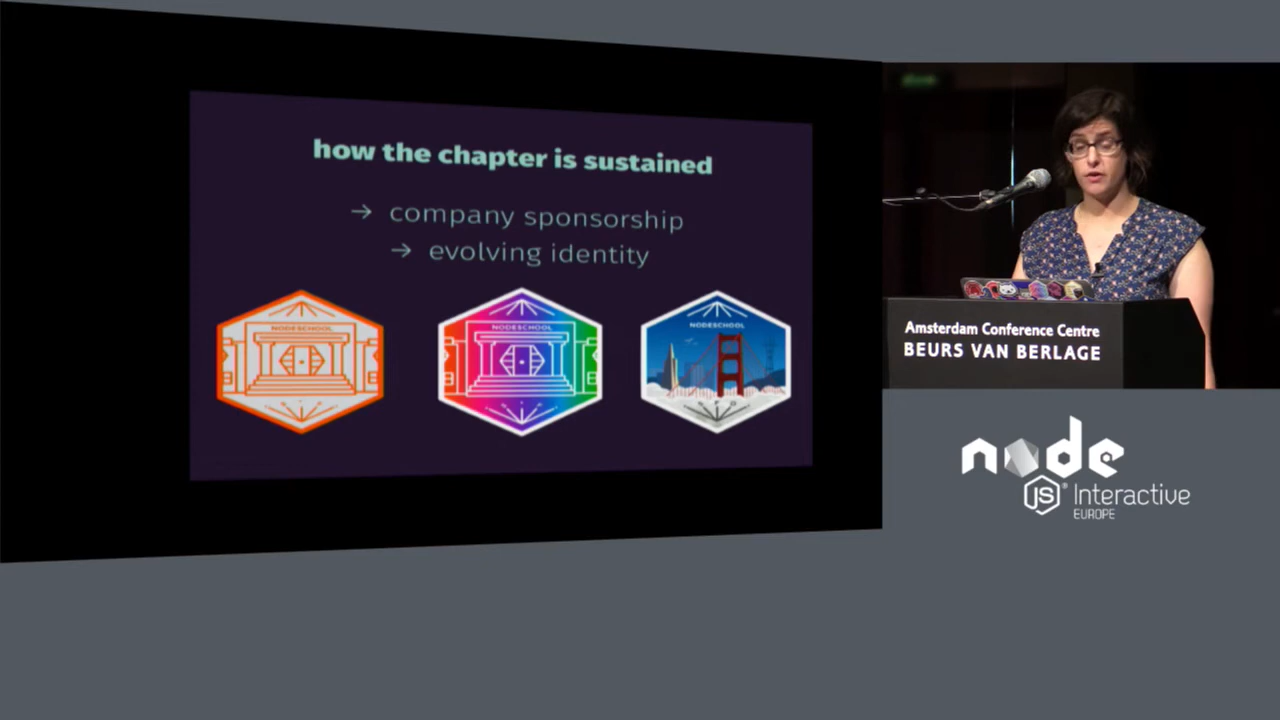 how the chapter is sustained
→ company sponsorship
→ evolving identity
NODESCHOOL
NODESCHOOL
NODESCHOOL
S F O
Amsterdam Conference Centre
BEURS VAN BERLAGE
node
JS® Interactive
EUROPE